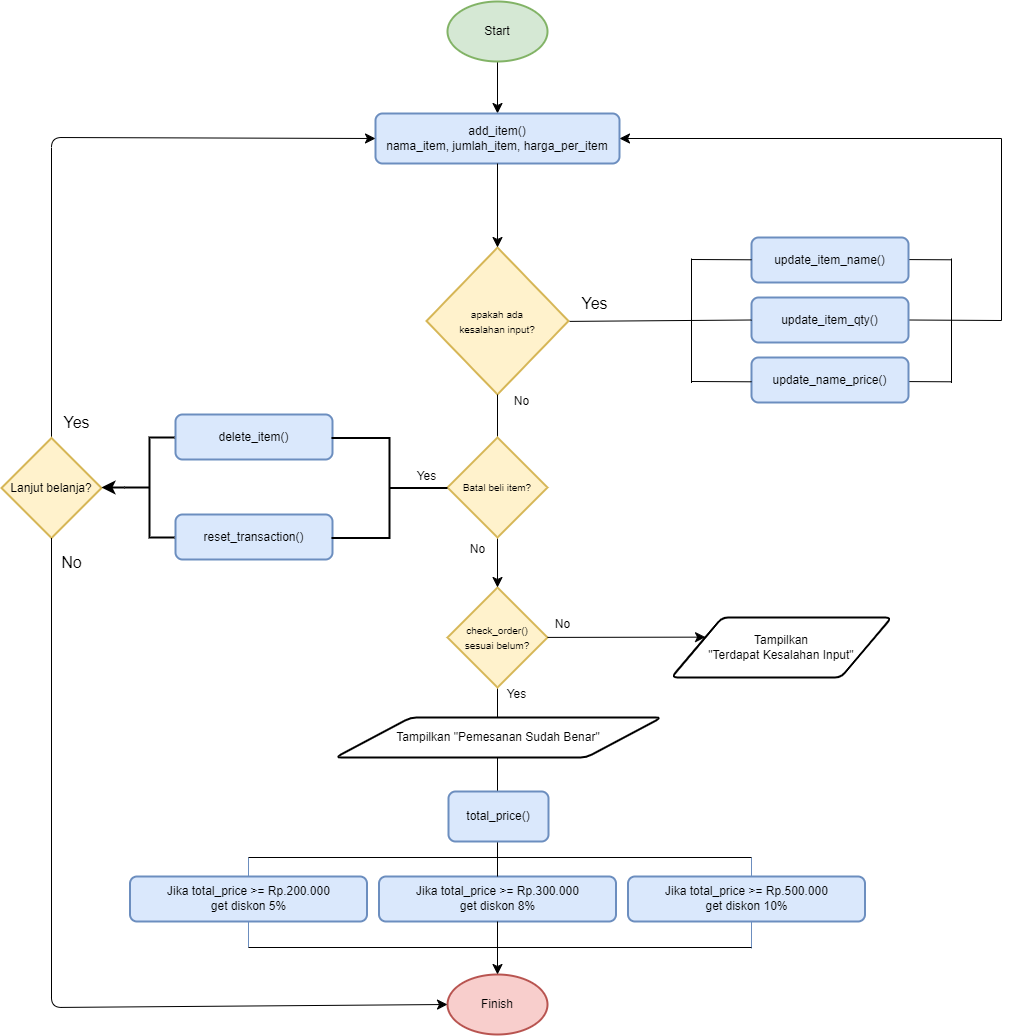 Start
add_item()
nama_item, jumlah_item, harga_per_item
update_item_name()
apakah ada
kesalahan input?
Yes
update_item_qty()
update_name_price()
No
Yes
delete_item()
Lanjut belanja?
Yes
Batal beli item?
reset_transaction()
No
No
check_order()
sesuai belum?
No
Tampilkan
"Terdapat Kesalahan Input"
Yes
Tampilkan "Pemesanan Sudah Benar"
total_price()
Jika total_price >= Rp.200.000
get diskon 5%
Jika total_price >= Rp.300.000
get diskon 8%
Jika total_price >= Rp.500.000
get diskon 10%
Finish